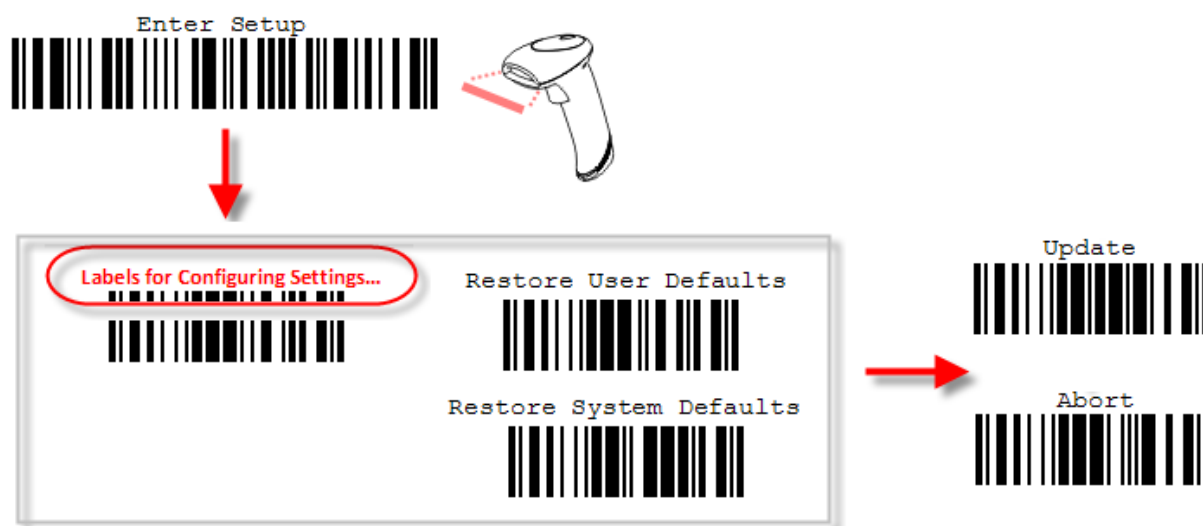 Enter Setup
Labels for Configuring Settings...
Restore User Defaults
Restore System Defaults
Update
Abort